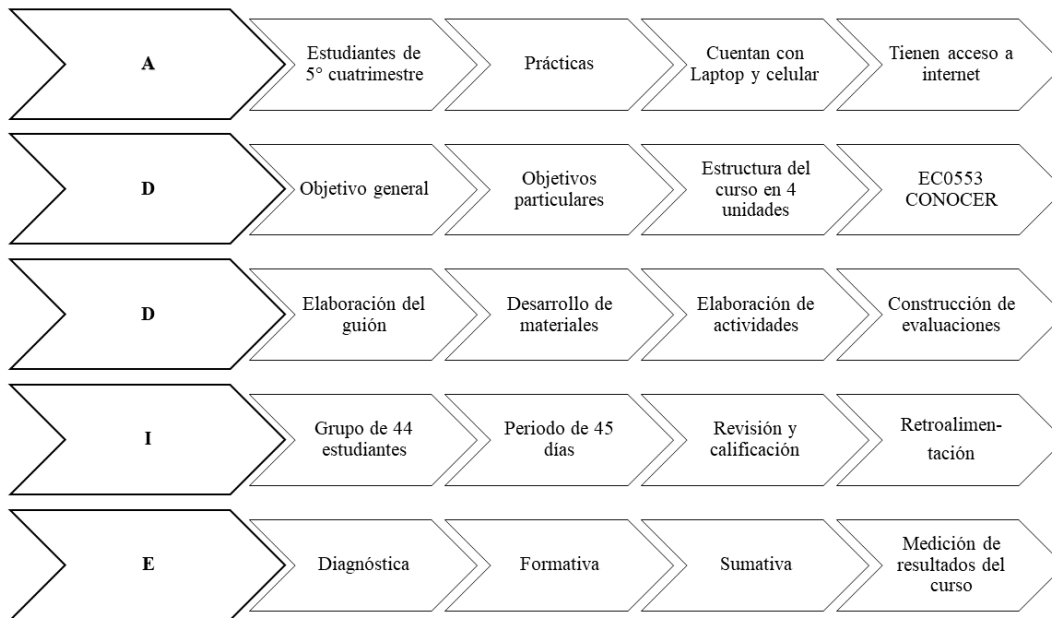 A
Estudiantes de
5° cuatrimestre
Prácticas
Cuentan con
Laptop y celular
Tienen acceso a
internet
D
Objetivo general
Objetivos
particulares
Estructura del
curso en 4
unidades
EC0553
CONOCER
D
Elaboración del
guión
Desarrollo de
materiales
Elaboración de
actividades
Construcción de
evaluaciones
I
Grupo de 44
estudiantes
Periodo de 45
días
Revisión y
calificación
Retroalimen-
tación
E
Diagnóstica
Formativa
Sumativa
Medición de
resultados del
curso